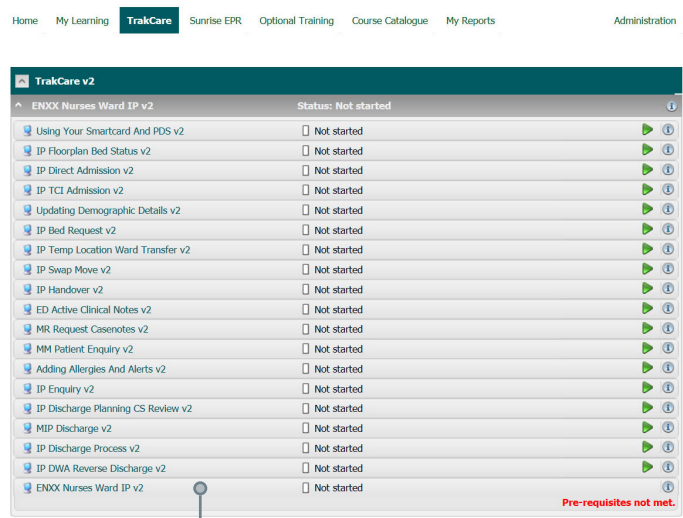 Home My Learning TrakCare Sunrise EPR Optional Training Course Catalogue My Reports Administration
TrakCare v2
ENXX Nurses Ward IP v2 Status: Not started
Using Your Smartcard And PDS v2 Not started
IP Floorplan Bed Status v2 Not started
IP Direct Admission v2 Not started
IP TCI Admission v2 Not started
Updating Demographic Details v2 Not started
IP Bed Request v2 Not started
IP Temp Location Ward Transfer v2 Not started
IP Swap Move v2 Not started
IP Handover v2 Not started
ED Active Clinical Notes v2 Not started
MR Request Casenotes v2 Not started
MM Patient Enquiry v2 Not started
Adding Allergies And Alerts v2 Not started
IP Enquiry v2 Not started
IP Discharge Planning CS Review v2 Not started
MIP Discharge v2 Not started
IP Discharge Process v2 Not started
IP DWA Reverse Discharge v2 Not started
ENXX Nurses Ward IP v2 Not started
Pre-requisites not met.